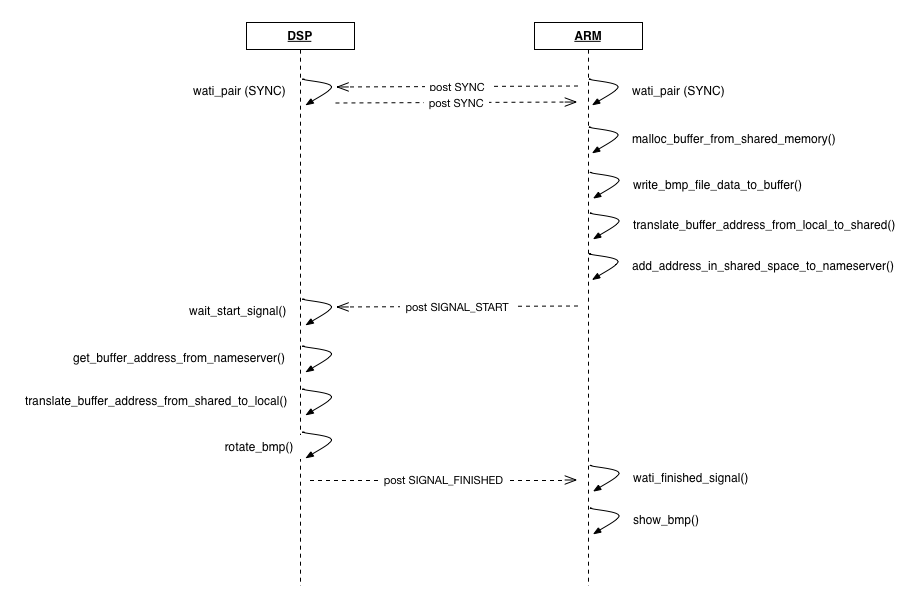 DSP
ARM
wati_pair (SYNC)
post SYNC
wati_pair (SYNC)
post SYNC
malloc_buffer_from_shared_memory()
write_bmp_file_data_to_buffer()
translate_buffer_address_from_local_to_shared()
add_address_in_shared_space_to_nameserver()
wait_start_signal()
post SIGNAL_START
get_buffer_address_from_nameserver()
translate_buffer_address_from_shared_to_local()
rotate_bmp()
post SIGNAL_FINISHED
wati_finished_signal()
show_bmp()